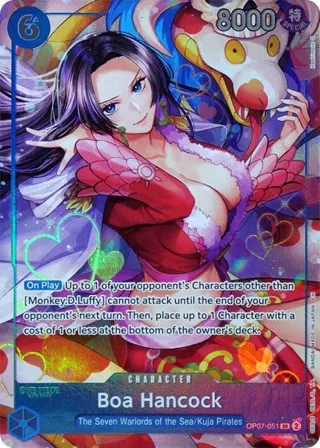 6
8000
特
SPECIAL
On Play Up to 1 of your opponent's Characters other than
[Monkey.D.Luffy] cannot attack until the end of your
opponent's next turn. Then, place up to 1 Character with a
cost of 1 or less at the bottom of the owner's deck.
CHARACTER
Boa Hancock
The Seven Warlords of the Sea/Kuja Pirates
OP07-051 SR 2